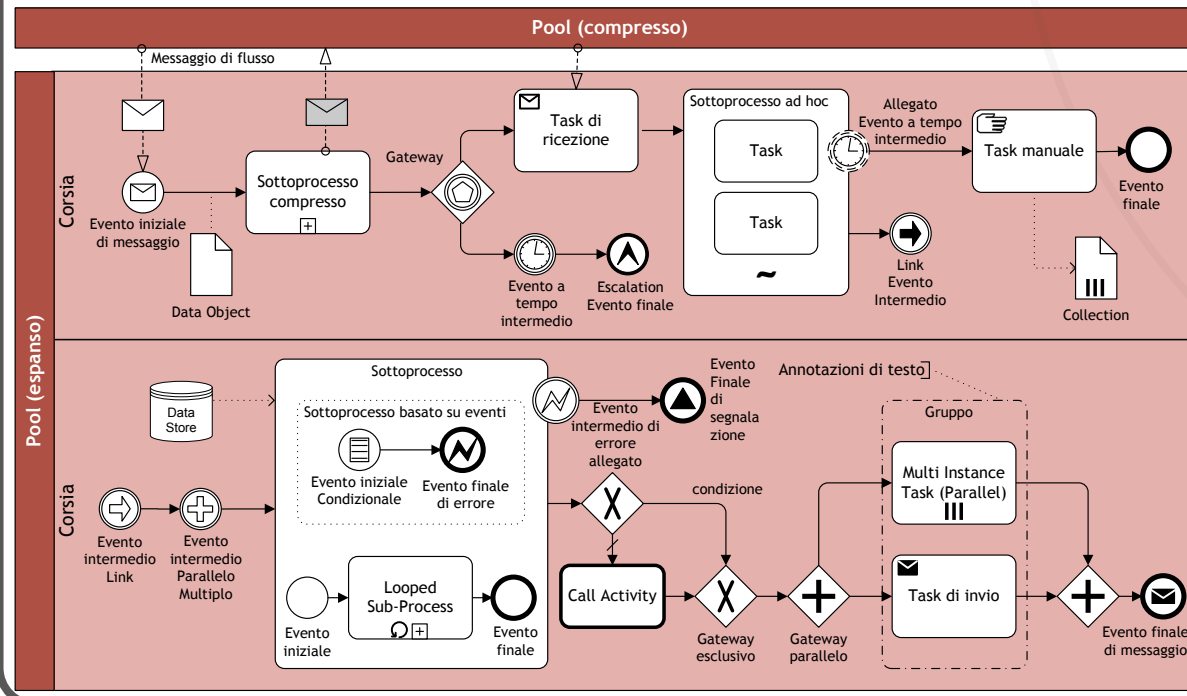 Pool (compresso)
Messaggio di flusso
Pool (espanso)
Corsia
Evento iniziale
di messaggio
Data Object
Sottoprocesso
compresso
Gateway
Task di
ricezione
Evento a
tempo
intermedio
Escalation
Evento finale
Sottoprocesso ad hoc
Task
Task
Allegato
Evento a tempo
intermedio
Link
Evento
Intermedio
Task manuale
Evento
finale
Collection
Corsia
Data
Store
Evento
intermedio
Link
Evento
intermedio
Parallelo
Multiplo
Sottoprocesso
Sottoprocesso basato su eventi
Evento iniziale
Condizionale
Evento finale
di errore
Evento
iniziale
Looped
Sub-Process
Evento
finale
Evento
intermedio di
errore
allegato
Evento
Finale
di
segnala
zione
condizione
Call Activity
Gateway
esclusivo
Gateway
parallelo
Annotazioni di testo
Gruppo
Multi Instance
Task (Parallel)
Task di invio
Evento finale
di messaggio